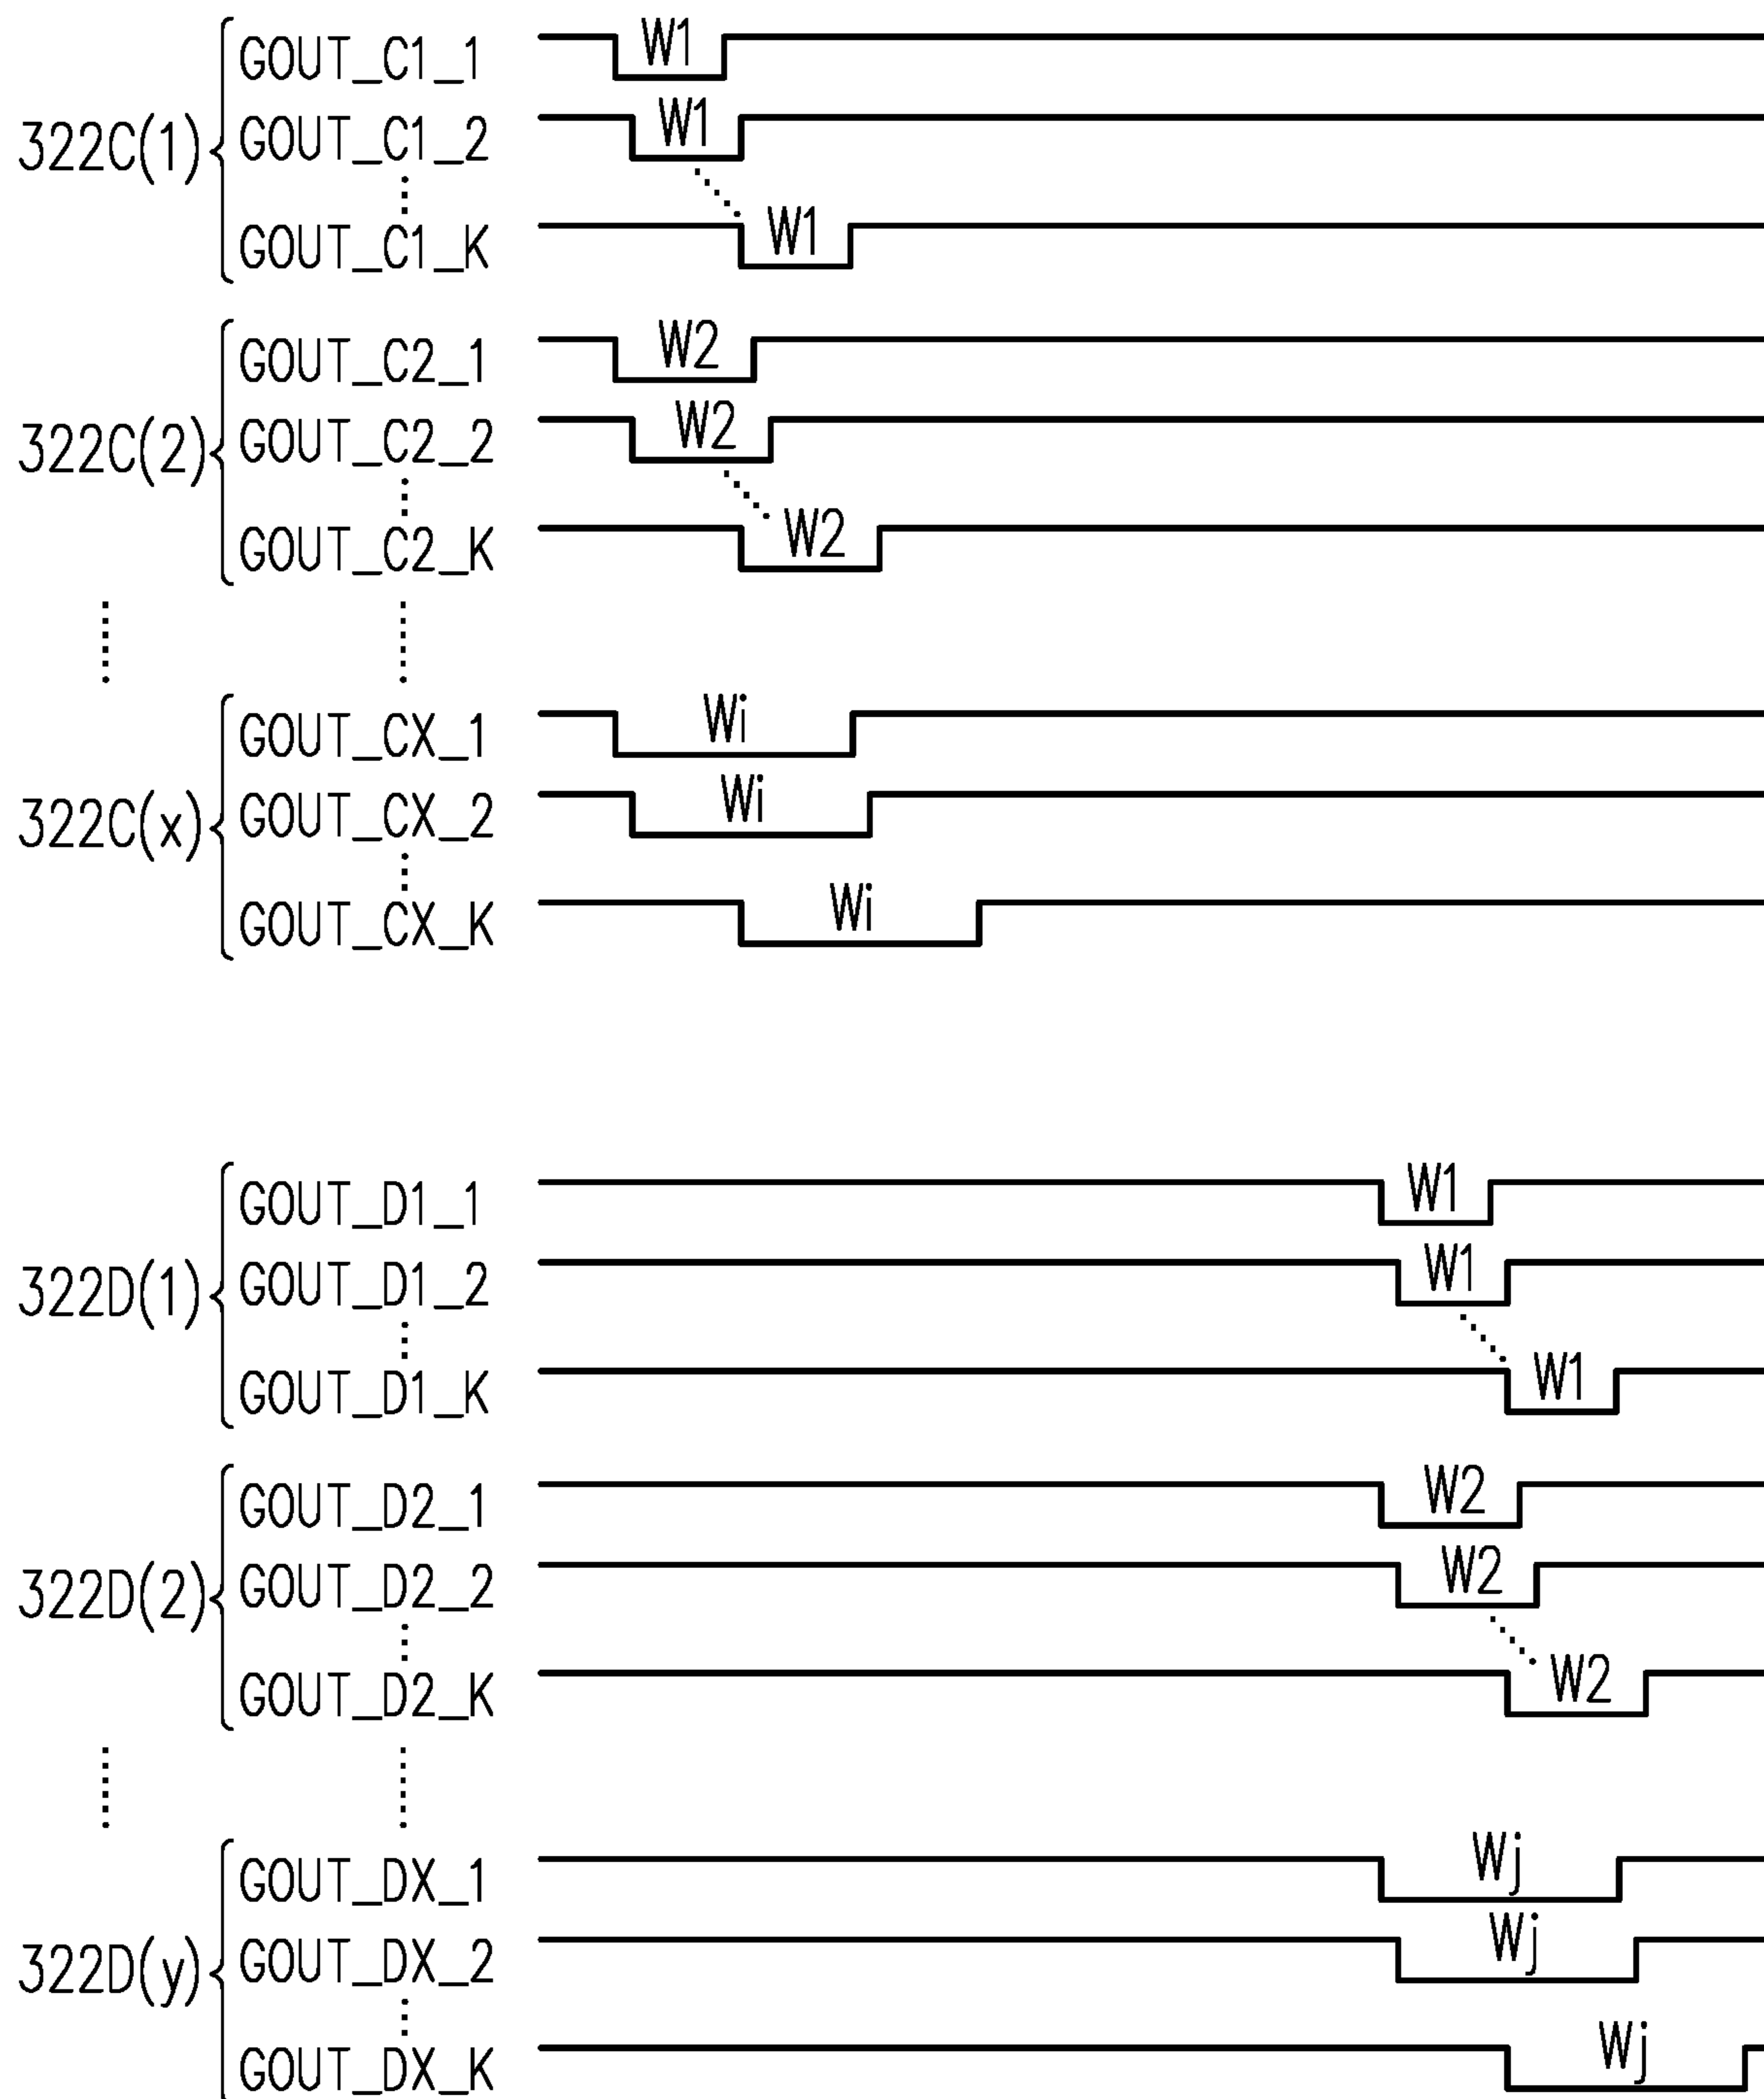 GOUT_C1_1 W1
322C(1) GOUT_C1_2 W1
GOUT_C1_K W1
GOUT_C2_1 W2
322C(2) GOUT_C2_2 W2
GOUT_C2_K W2
GOUT_CX_1 Wi
322C(x) GOUT_CX_2 Wi
GOUT_CX_K Wi
GOUT_D1_1 W1
322D(1) GOUT_D1_2 W1
GOUT_D1_K W1
GOUT_D2_1 W2
322D(2) GOUT_D2_2 W2
GOUT_D2_K W2
GOUT_DX_1 Wj
322D(y) GOUT_DX_2 Wj
GOUT_DX_K Wj